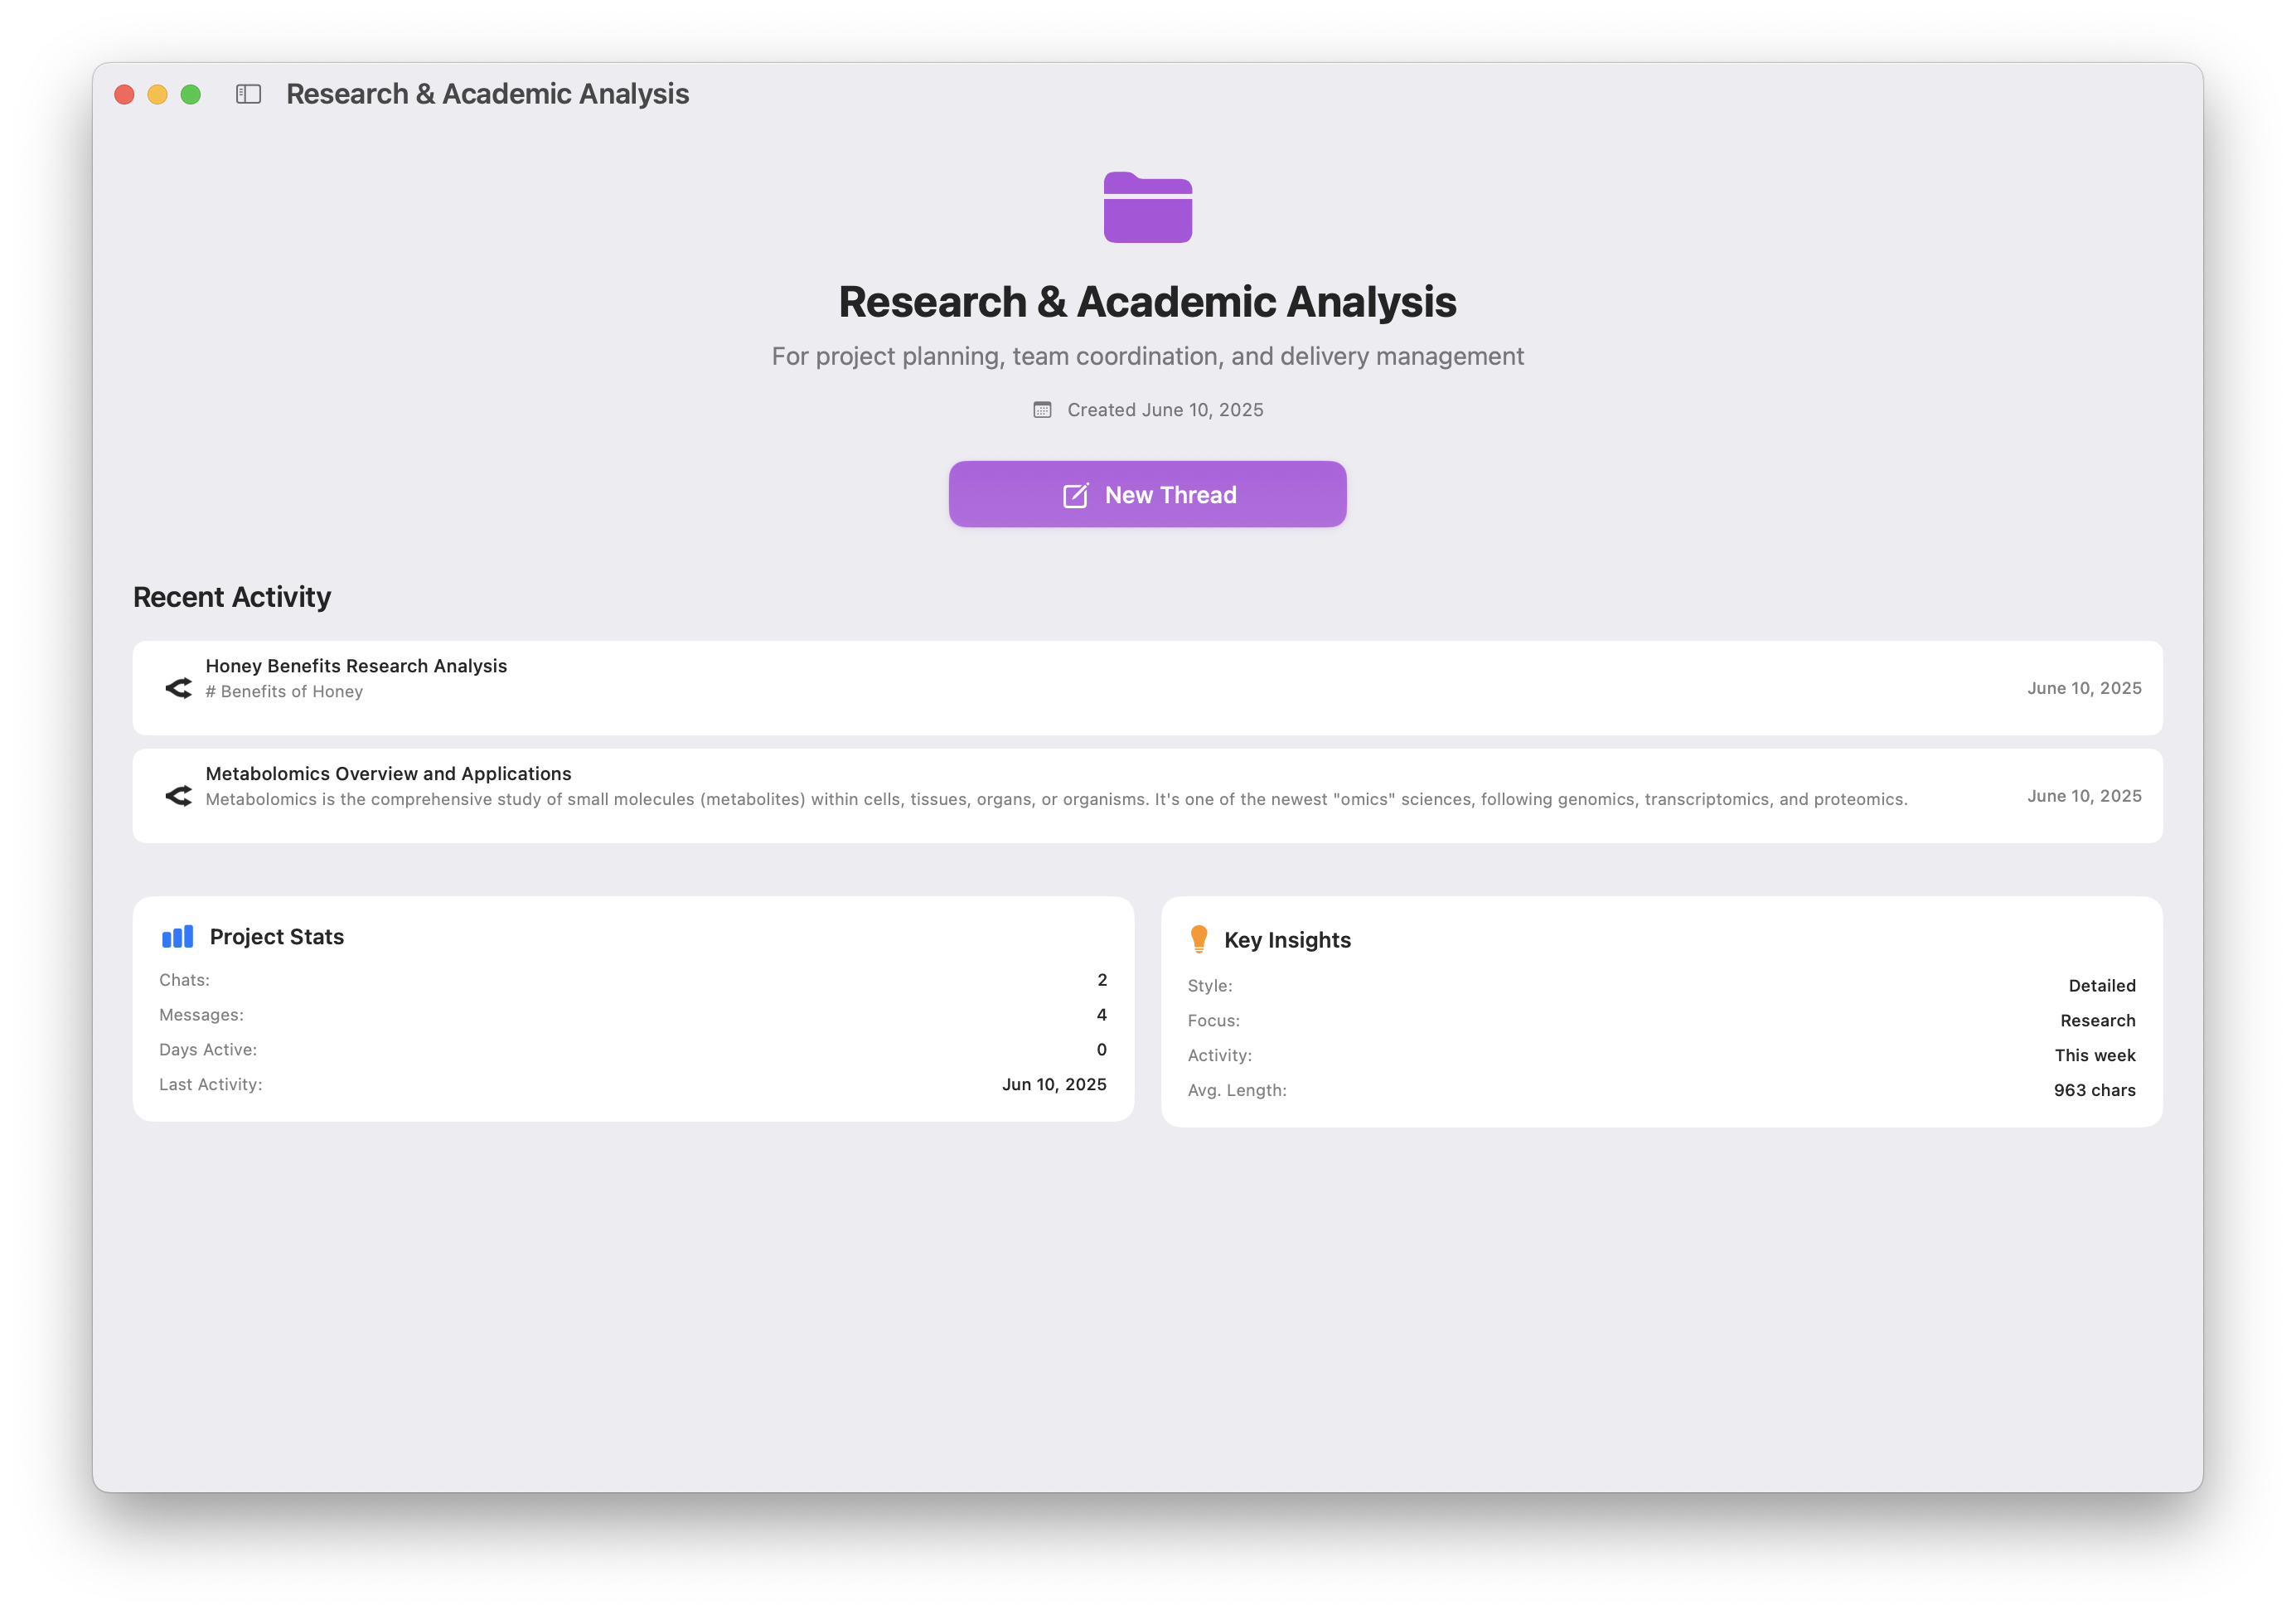 Research & Academic Analysis
Research & Academic Analysis
For project planning, team coordination, and delivery management
Created June 10, 2025
New Thread
Recent Activity
Honey Benefits Research Analysis
# Benefits of Honey
June 10, 2025
Metabolomics Overview and Applications
Metabolomics is the comprehensive study of small molecules (metabolites) within cells, tissues, organs, or organisms. It's one of the newest "omics" sciences, following genomics, transcriptomics, and proteomics.
June 10, 2025
Project Stats
Chats: 2
Messages: 4
Days Active: 0
Last Activity: Jun 10, 2025
Key Insights
Style: Detailed
Focus: Research
Activity: This week
Avg. Length: 963 chars